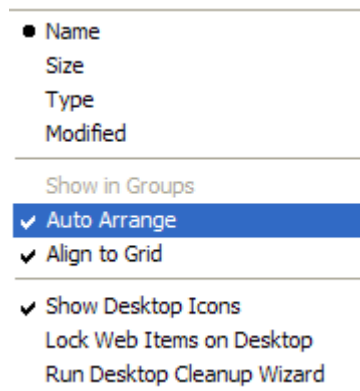 Name
Size
Type
Modified
Show in Groups
Auto Arrange
Align to Grid
Show Desktop Icons
Lock Web Items on Desktop
Run Desktop Cleanup Wizard